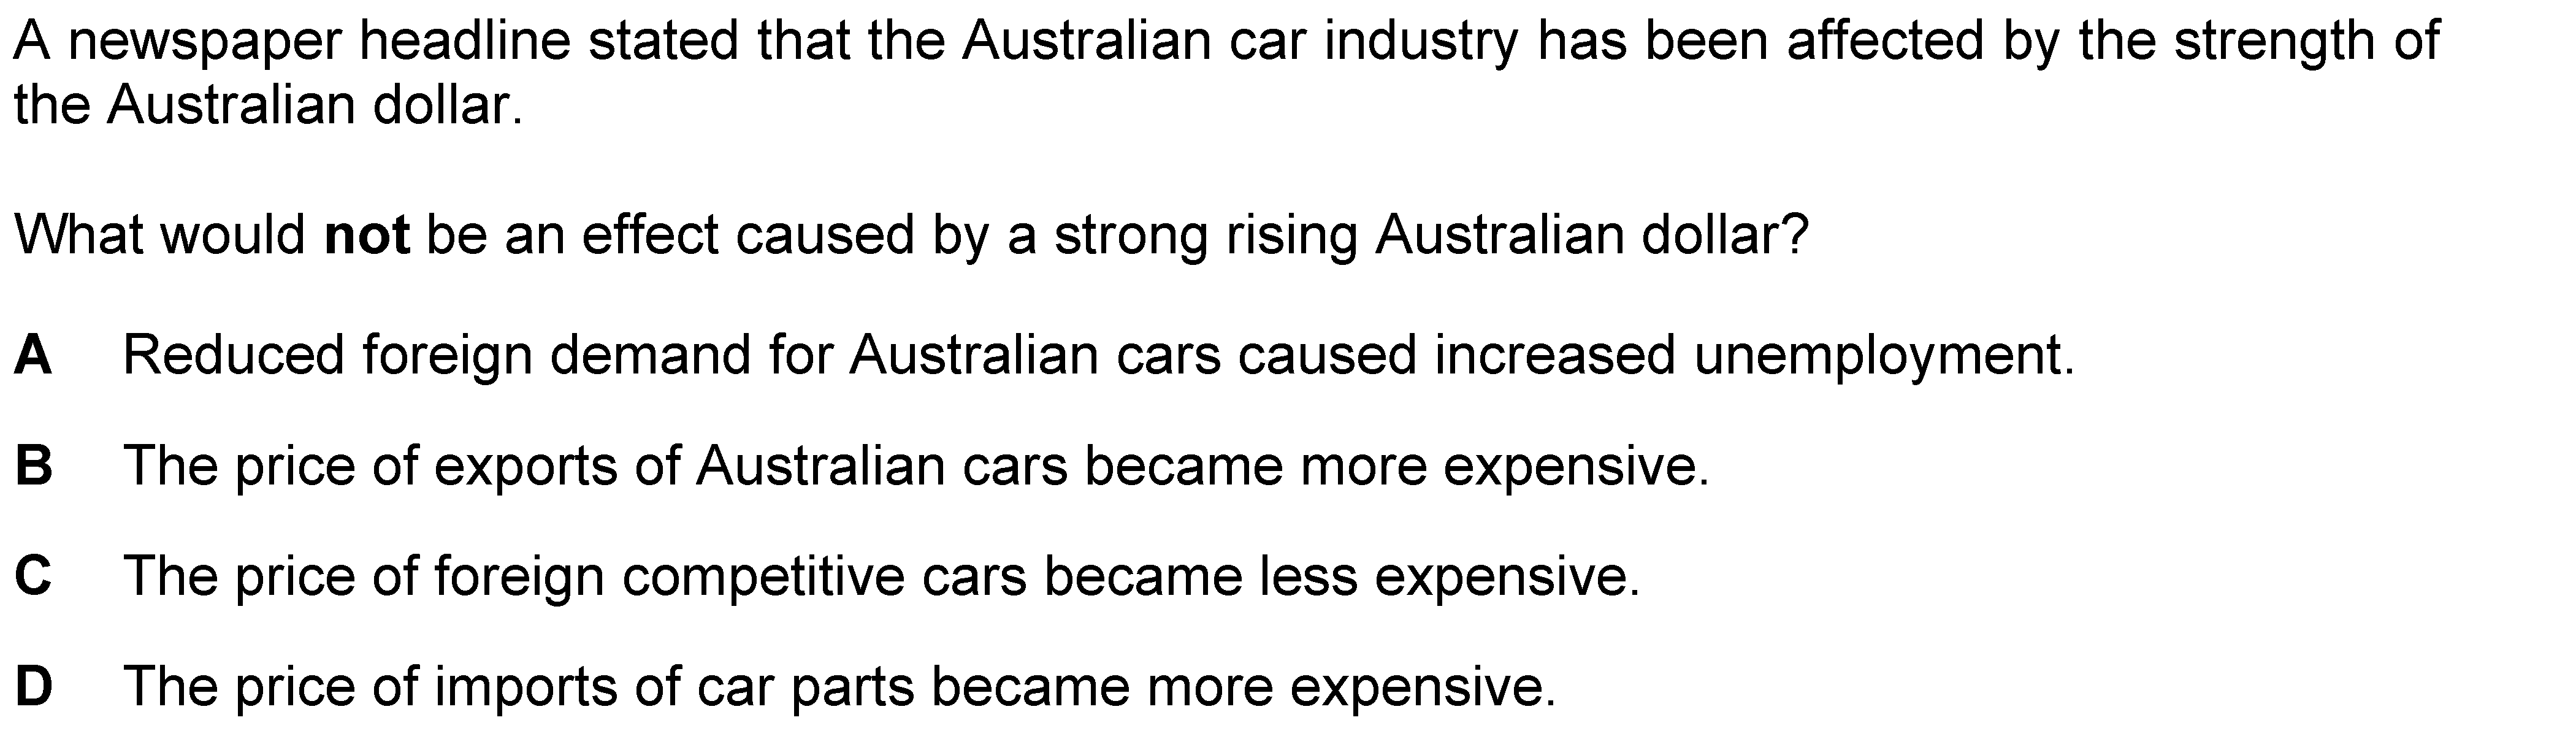 A newspaper headline stated that the Australian car industry has been affected by the strength of
the Australian dollar.
What would not be an effect caused by a strong rising Australian dollar?
A Reduced foreign demand for Australian cars caused increased unemployment.
B The price of exports of Australian cars became more expensive.
C The price of foreign competitive cars became less expensive.
D The price of imports of car parts became more expensive.